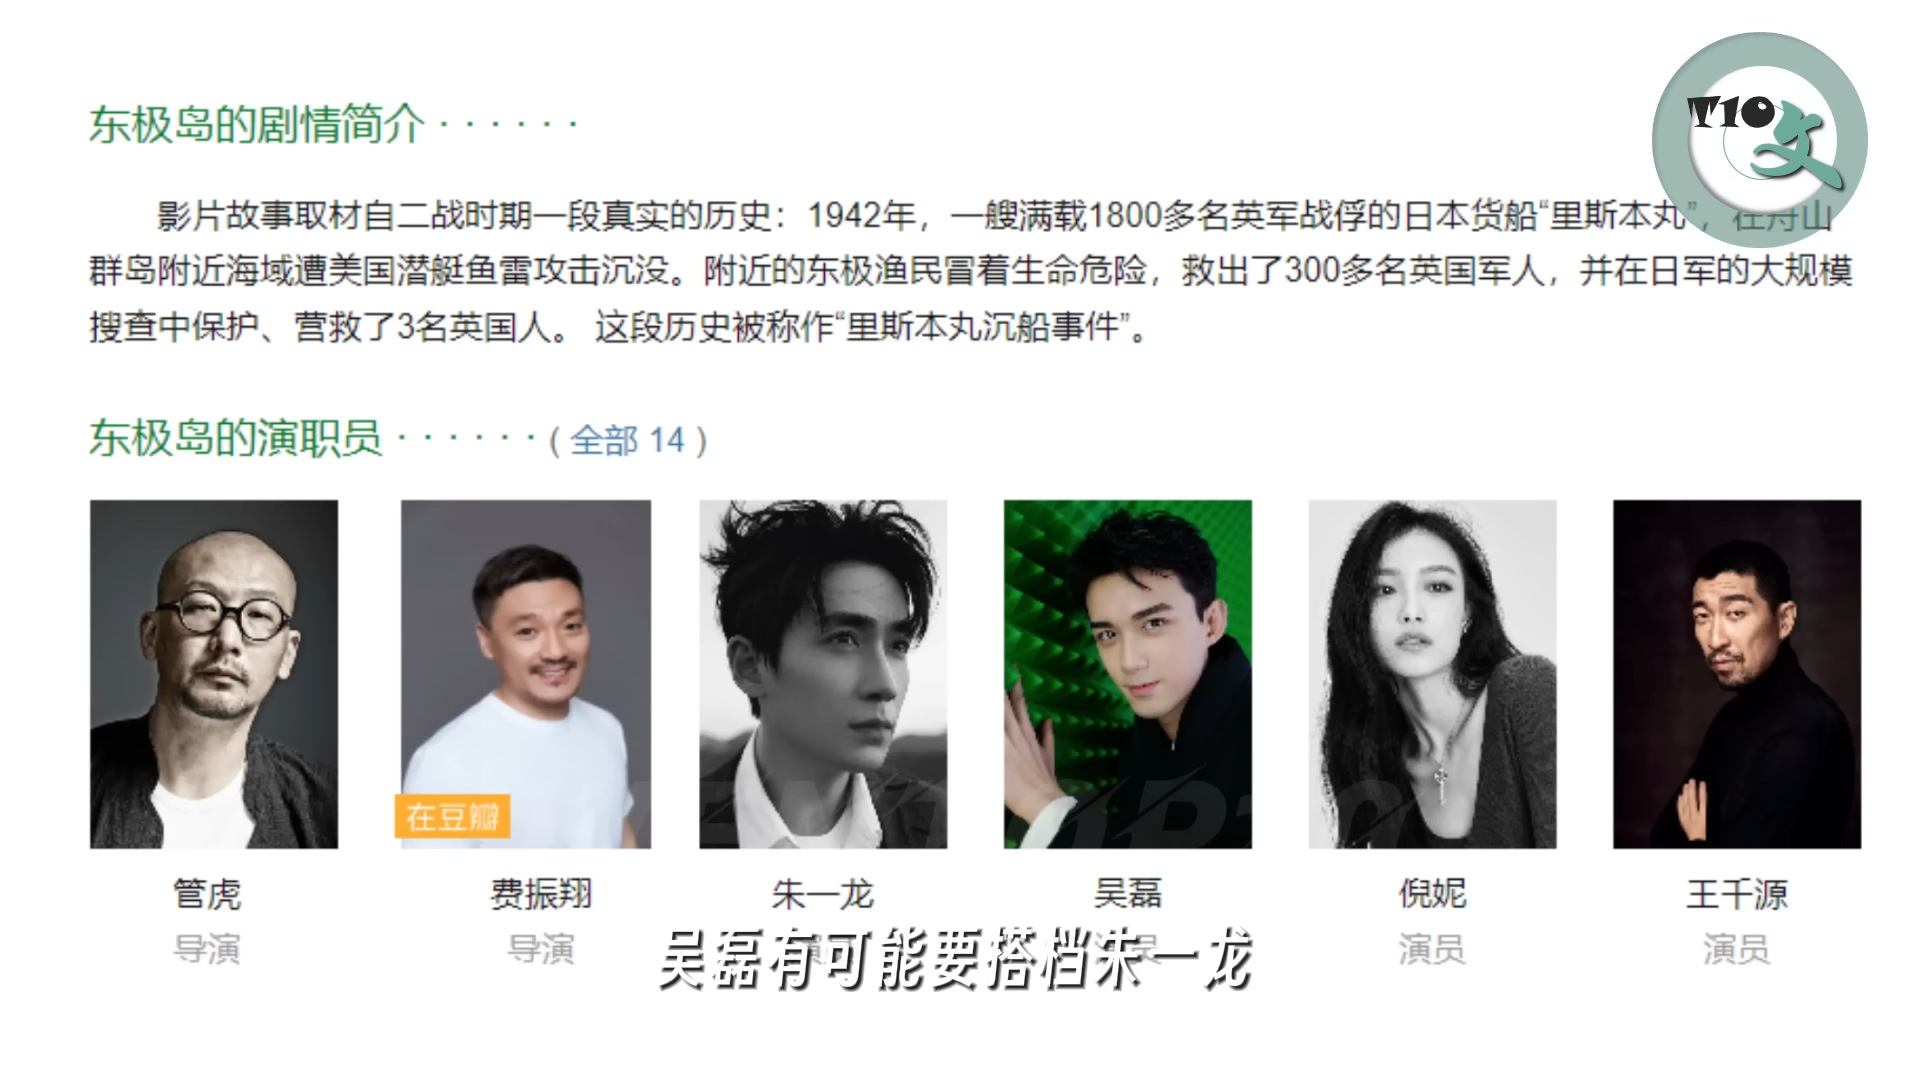 东极岛的剧情简介 · · · · · ·
T10文
影片故事取材自二战时期一段真实的历史：1942年，一艘满载1800多名英军战俘的日本货船“里斯本丸”，在舟山
群岛附近海域遭美国潜艇鱼雷攻击沉没。附近的东极渔民冒着生命危险，救出了300多名英国军人，并在日军的大规模
搜查中保护、营救了3名英国人。 这段历史被称作“里斯本丸沉船事件”。
东极岛的演职员 · · · · · · ( 全部 14 )
在豆瓣
管虎 费振翔 朱一龙 吴磊 倪妮 王千源
导演 导演 演员 演员
吴磊有可能要搭档朱一龙